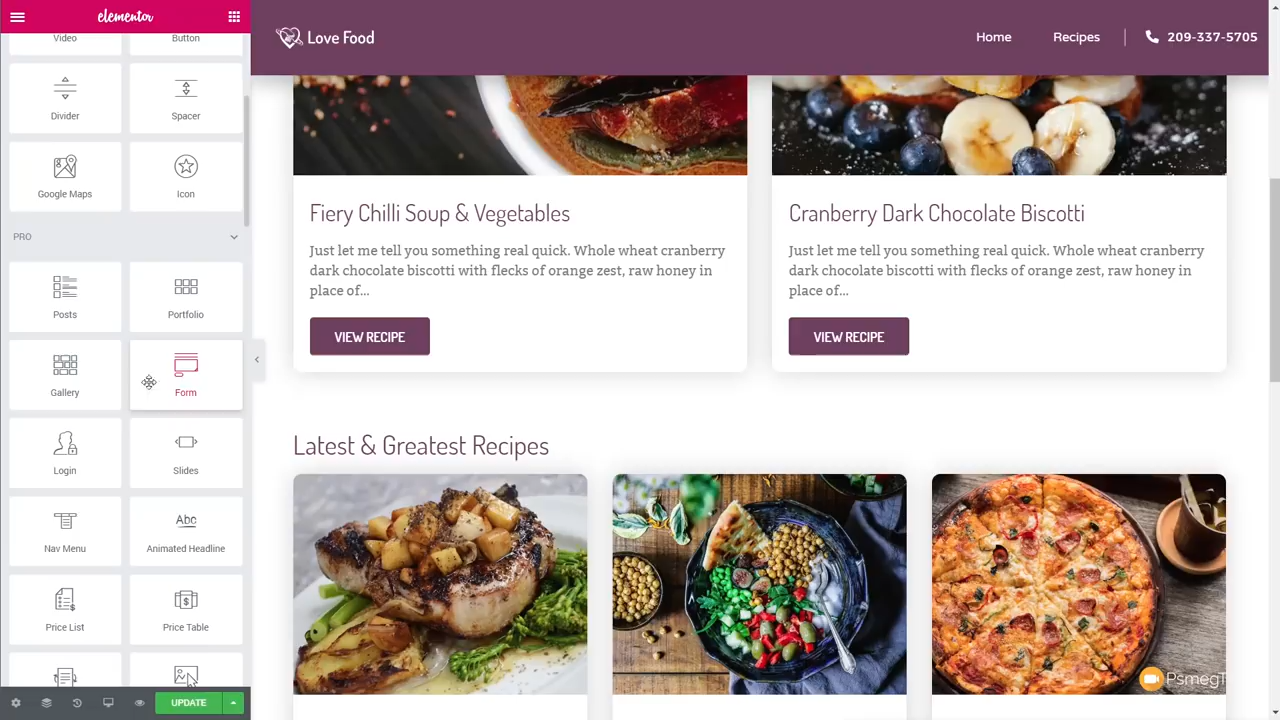 elementor
Love Food
Home
Recipes
209-337-5705
Video
Button
Divider
Spacer
Google Maps
Icon
PRO
Posts
Portfolio
Gallery
Form
Login
Slides
Nav Menu
Abc
Animated Headline
Price List
Price Table
UPDATE
Fiery Chilli Soup & Vegetables
Just let me tell you something real quick. Whole wheat cranberry
dark chocolate biscotti with flecks of orange zest, raw honey in
place of...
VIEW RECIPE
Cranberry Dark Chocolate Biscotti
Just let me tell you something real quick. Whole wheat cranberry
dark chocolate biscotti with flecks of orange zest, raw honey in
place of...
VIEW RECIPE
Latest & Greatest Recipes